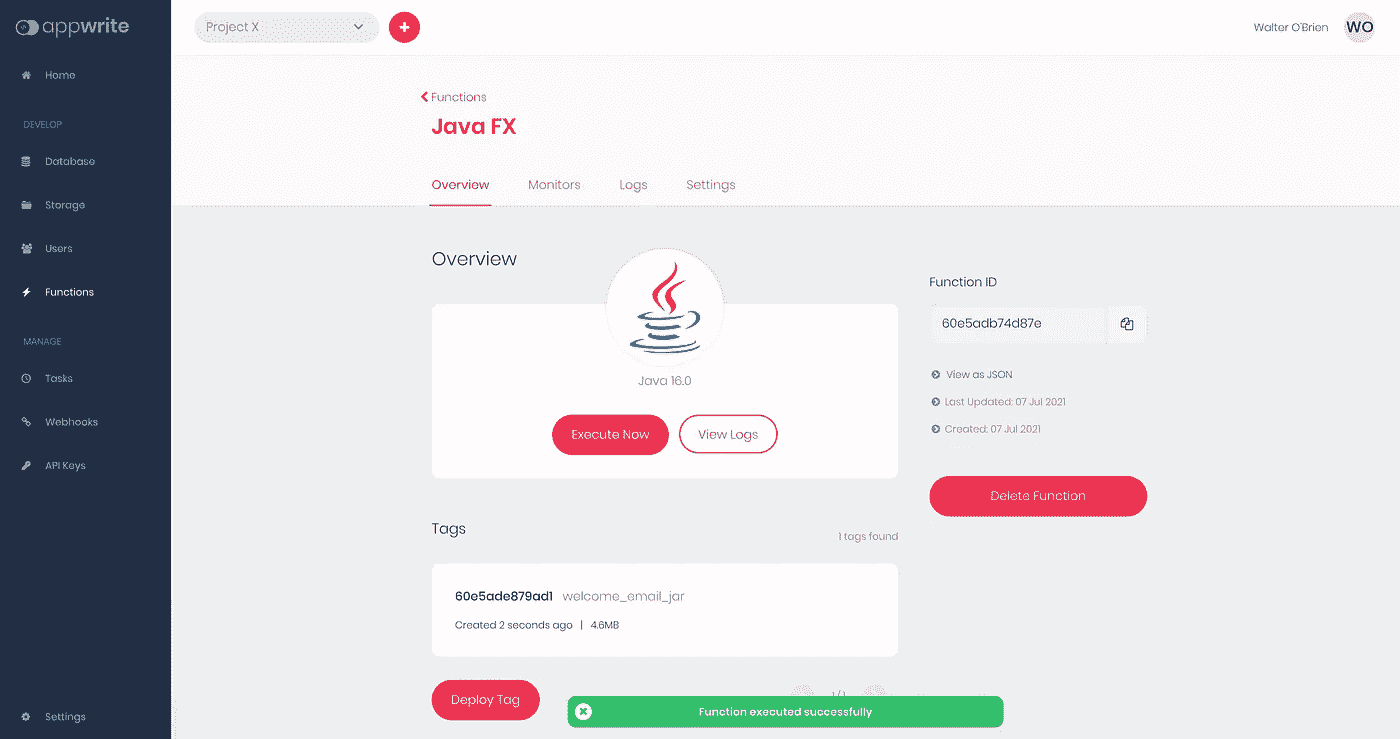 appwrite
Project X
Walter O'Brien
WO
Home
DEVELOP
Database
Storage
Users
Functions
MANAGE
Tasks
Webhooks
API Keys
Settings
Functions
Java FX
Overview Monitors Logs Settings
Overview
Java 16.0
Execute Now
View Logs
Function ID
60e5adb74d87e
View as JSON
Last Updated: 07 Jul 2021
Created: 07 Jul 2021
Delete Function
Tags
1 tags found
60e5ade879ad1 welcome_email_jar
Created 2 seconds ago | 4.6MB
Deploy Tag
1/1
Function executed successfully